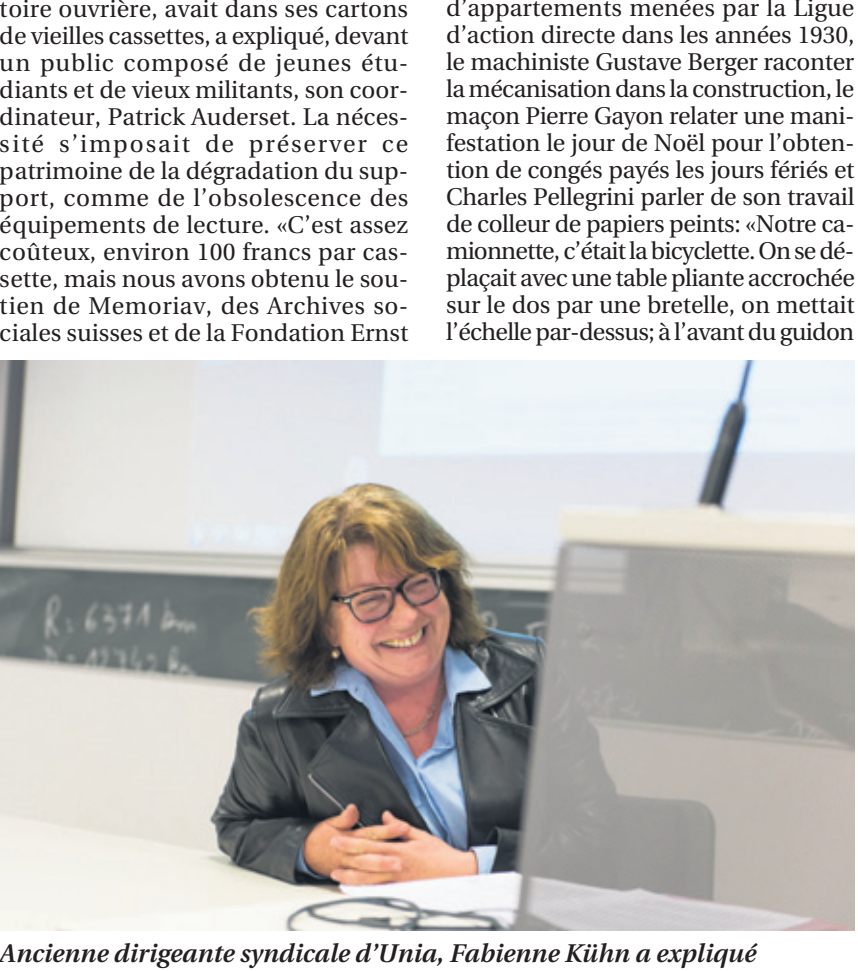 toire ouvrière, avait dans ses cartons
de vieilles cassettes, a expliqué, devant
un public composé de jeunes étu-
diants et de vieux militants, son coor-
dinateur, Patrick Auderset. La néces-
sité s’imposait de préserver ce
patrimoine de la dégradation du sup-
port, comme de l’obsolescence des
équipements de lecture. «C’est assez
coûteux, environ 100 francs par cas-
sette, mais nous avons obtenu le sou-
tien de Memoriav, des Archives so-
ciales suisses et de la Fondation Ernst
d’appartements menées par la Ligue
d’action directe dans les années 1930,
le machiniste Gustave Berger raconter
la mécanisation dans la construction, le
maçon Pierre Gayon relater une mani-
festation le jour de Noël pour l’obten-
tion de congés payés les jours fériés et
Charles Pellegrini parler de son travail
de colleur de papiers peints: «Notre ca-
mionnette, c’était la bicyclette. On se dé-
plaçait avec une table pliante accrochée
sur le dos par une bretelle, on mettait
l’échelle par-dessus; à l’avant du guidon
R: 6371 km
12742 km
Ancienne dirigeante syndicale d’Unia, Fabienne Kühn a expliqué